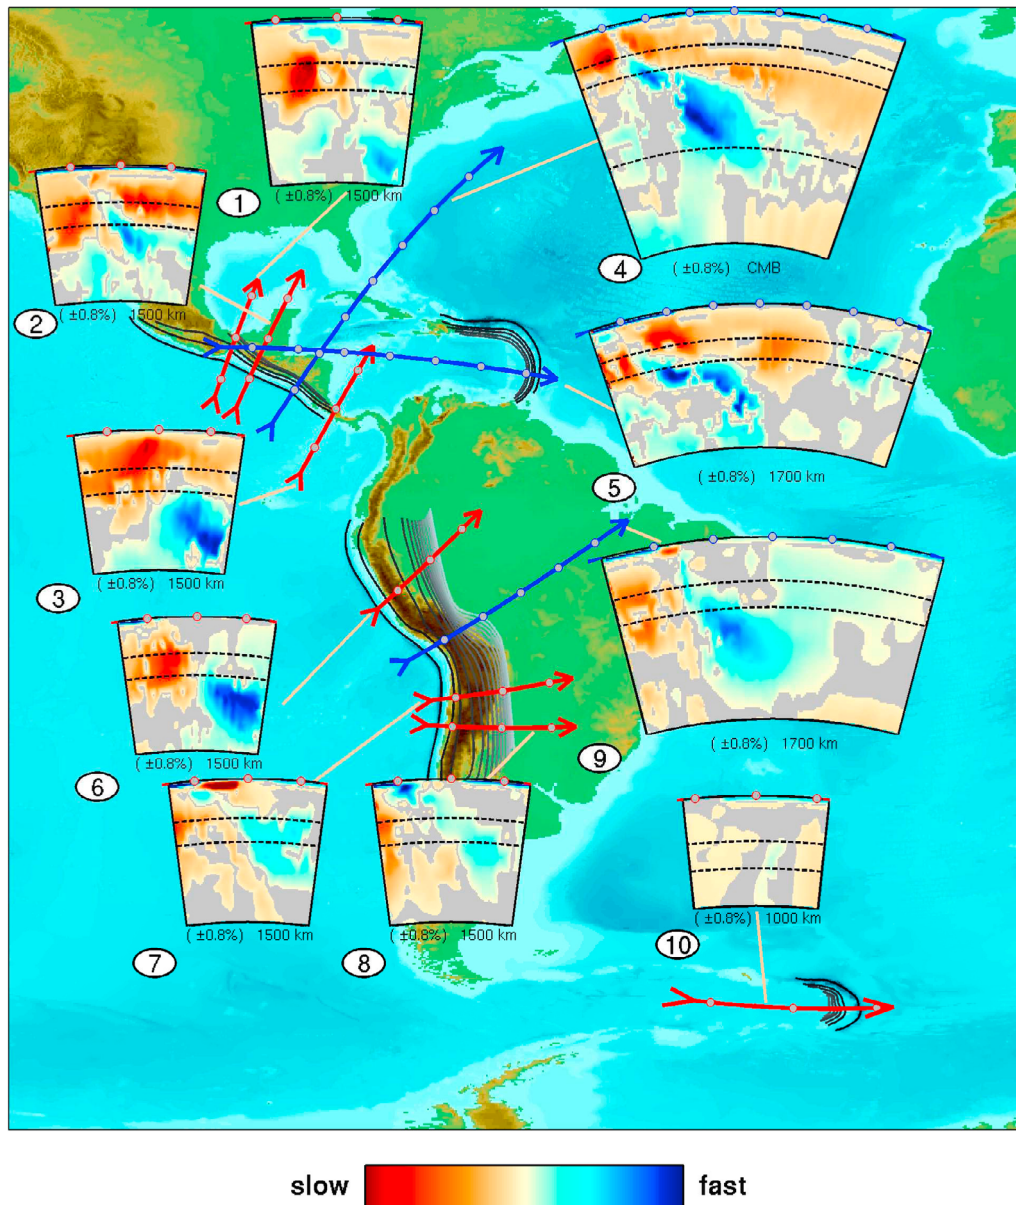 1
( ±0.8%) 1500 km
2
( ±0.8%) 1500 km
3
( ±0.8%) 1500 km
4
( ±0.8%) CMB
5
( ±0.8%) 1700 km
6
( ±0.8%) 1500 km
7
( ±0.8%) 1500 km
8
( ±0.8%) 1500 km
9
( ±0.8%) 1700 km
10
( ±0.8%) 1000 km
slow fast